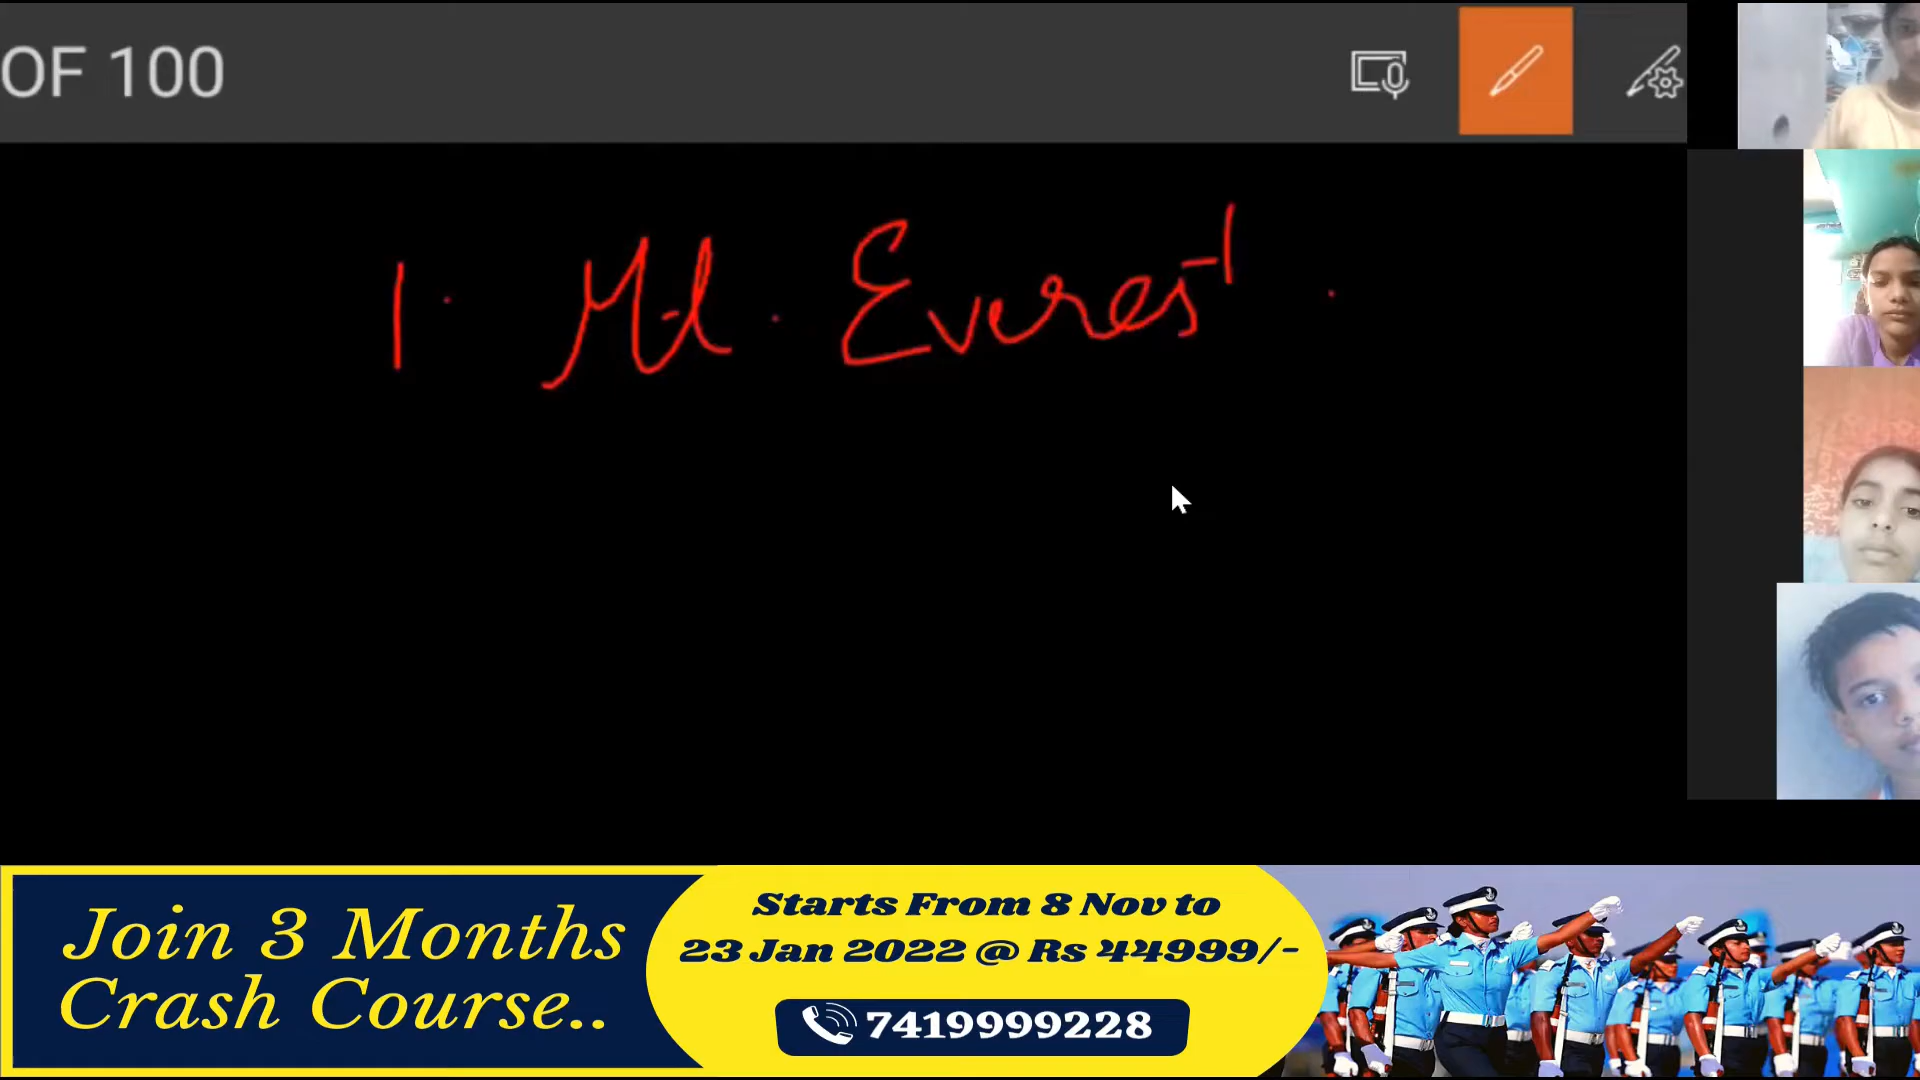 OF 100
1. Mt. Everest.
Join 3 Months
Crash Course..
Starts From 8 Nov to
23 Jan 2022 @ Rs 44999/-
7419999228